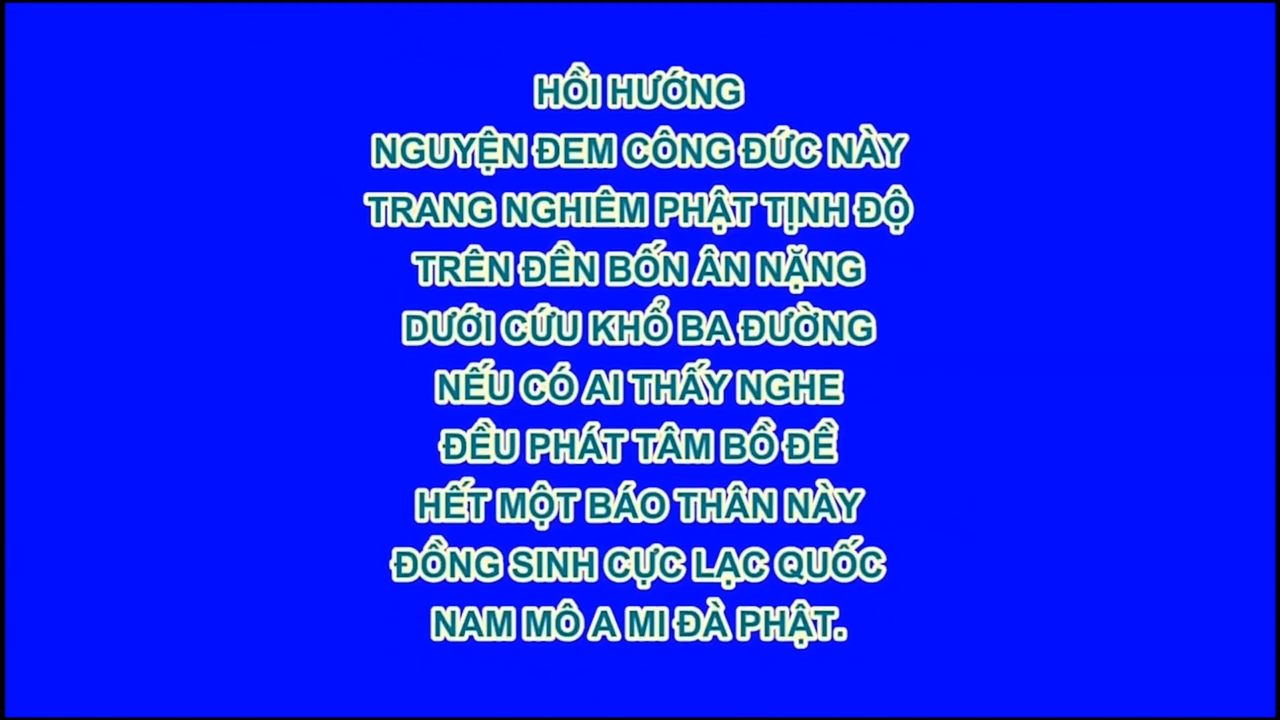 HỒI HƯỚNG
NGUYỆN ĐEM CÔNG ĐỨC NÀY
TRANG NGHIÊM PHẬT TỊNH ĐỘ
TRÊN ĐỀN BỐN ÂN NẶNG
DƯỚI CỨU KHỔ BA ĐƯỜNG
NẾU CÓ AI THẤY NGHE
ĐỀU PHÁT TÂM BỒ ĐỀ
HẾT MỘT BÁO THÂN NÀY
ĐỒNG SINH CỰC LẠC QUỐC
NAM MÔ A MI ĐÀ PHẬT.